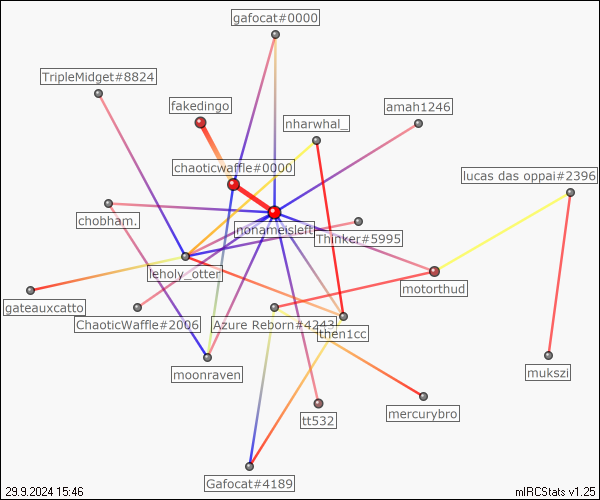 gafocat#0000
TripleMidget#8824
fakedingo
amah1246
nharwhal_
chaoticwaffle#0000
lucas das oppai#2396
chobham.
nonameisleft
Thinker#5995
leholy_otter
motorthud
gateauxcatto
ChaoticWaffle#2006
Azure Reborn#4243
then1cc
moonraven
mukszi
mercurybro
tt532
Gafocat#4189
29.9.2024 15:46
mIRCStats v1.25